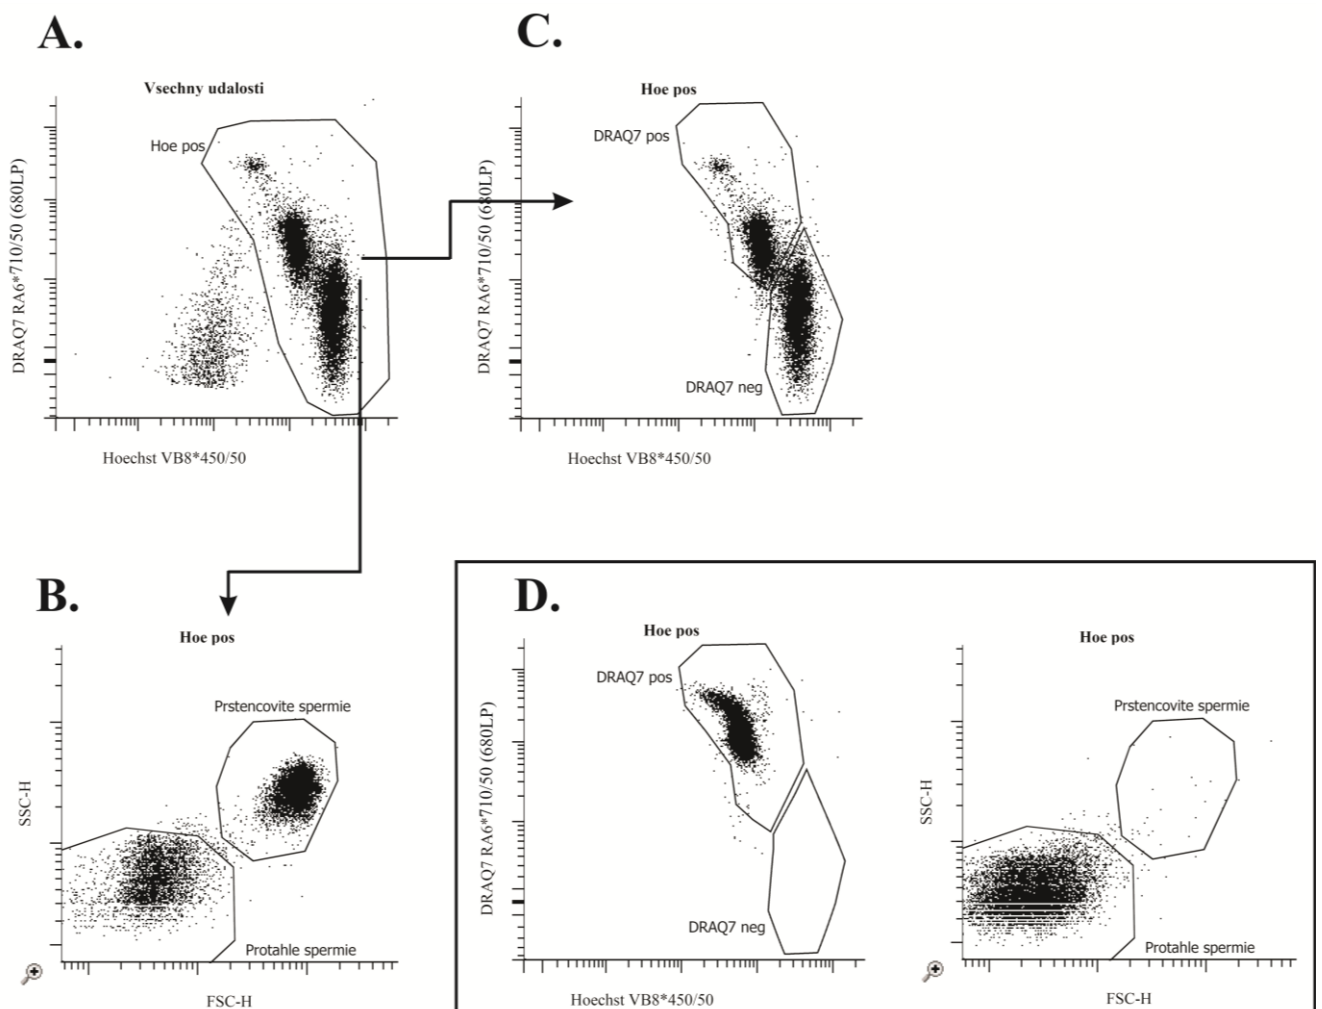 A.
Vsechny udalosti
Hoe pos
DRAQ7 RA6*710/50 (680LP)
Hoechst VB8*450/50
C.
Hoe pos
DRAQ7 pos
DRAQ7 RA6*710/50 (680LP)
DRAQ7 neg
Hoechst VB8*450/50
B.
Hoe pos
Prstencovite spermie
SSC-H
Protahle spermie
FSC-H
D.
Hoe pos
DRAQ7 pos
DRAQ7 RA6*710/50 (680LP)
DRAQ7 neg
Hoechst VB8*450/50
Hoe pos
Prstencovite spermie
SSC-H
Protahle spermie
FSC-H